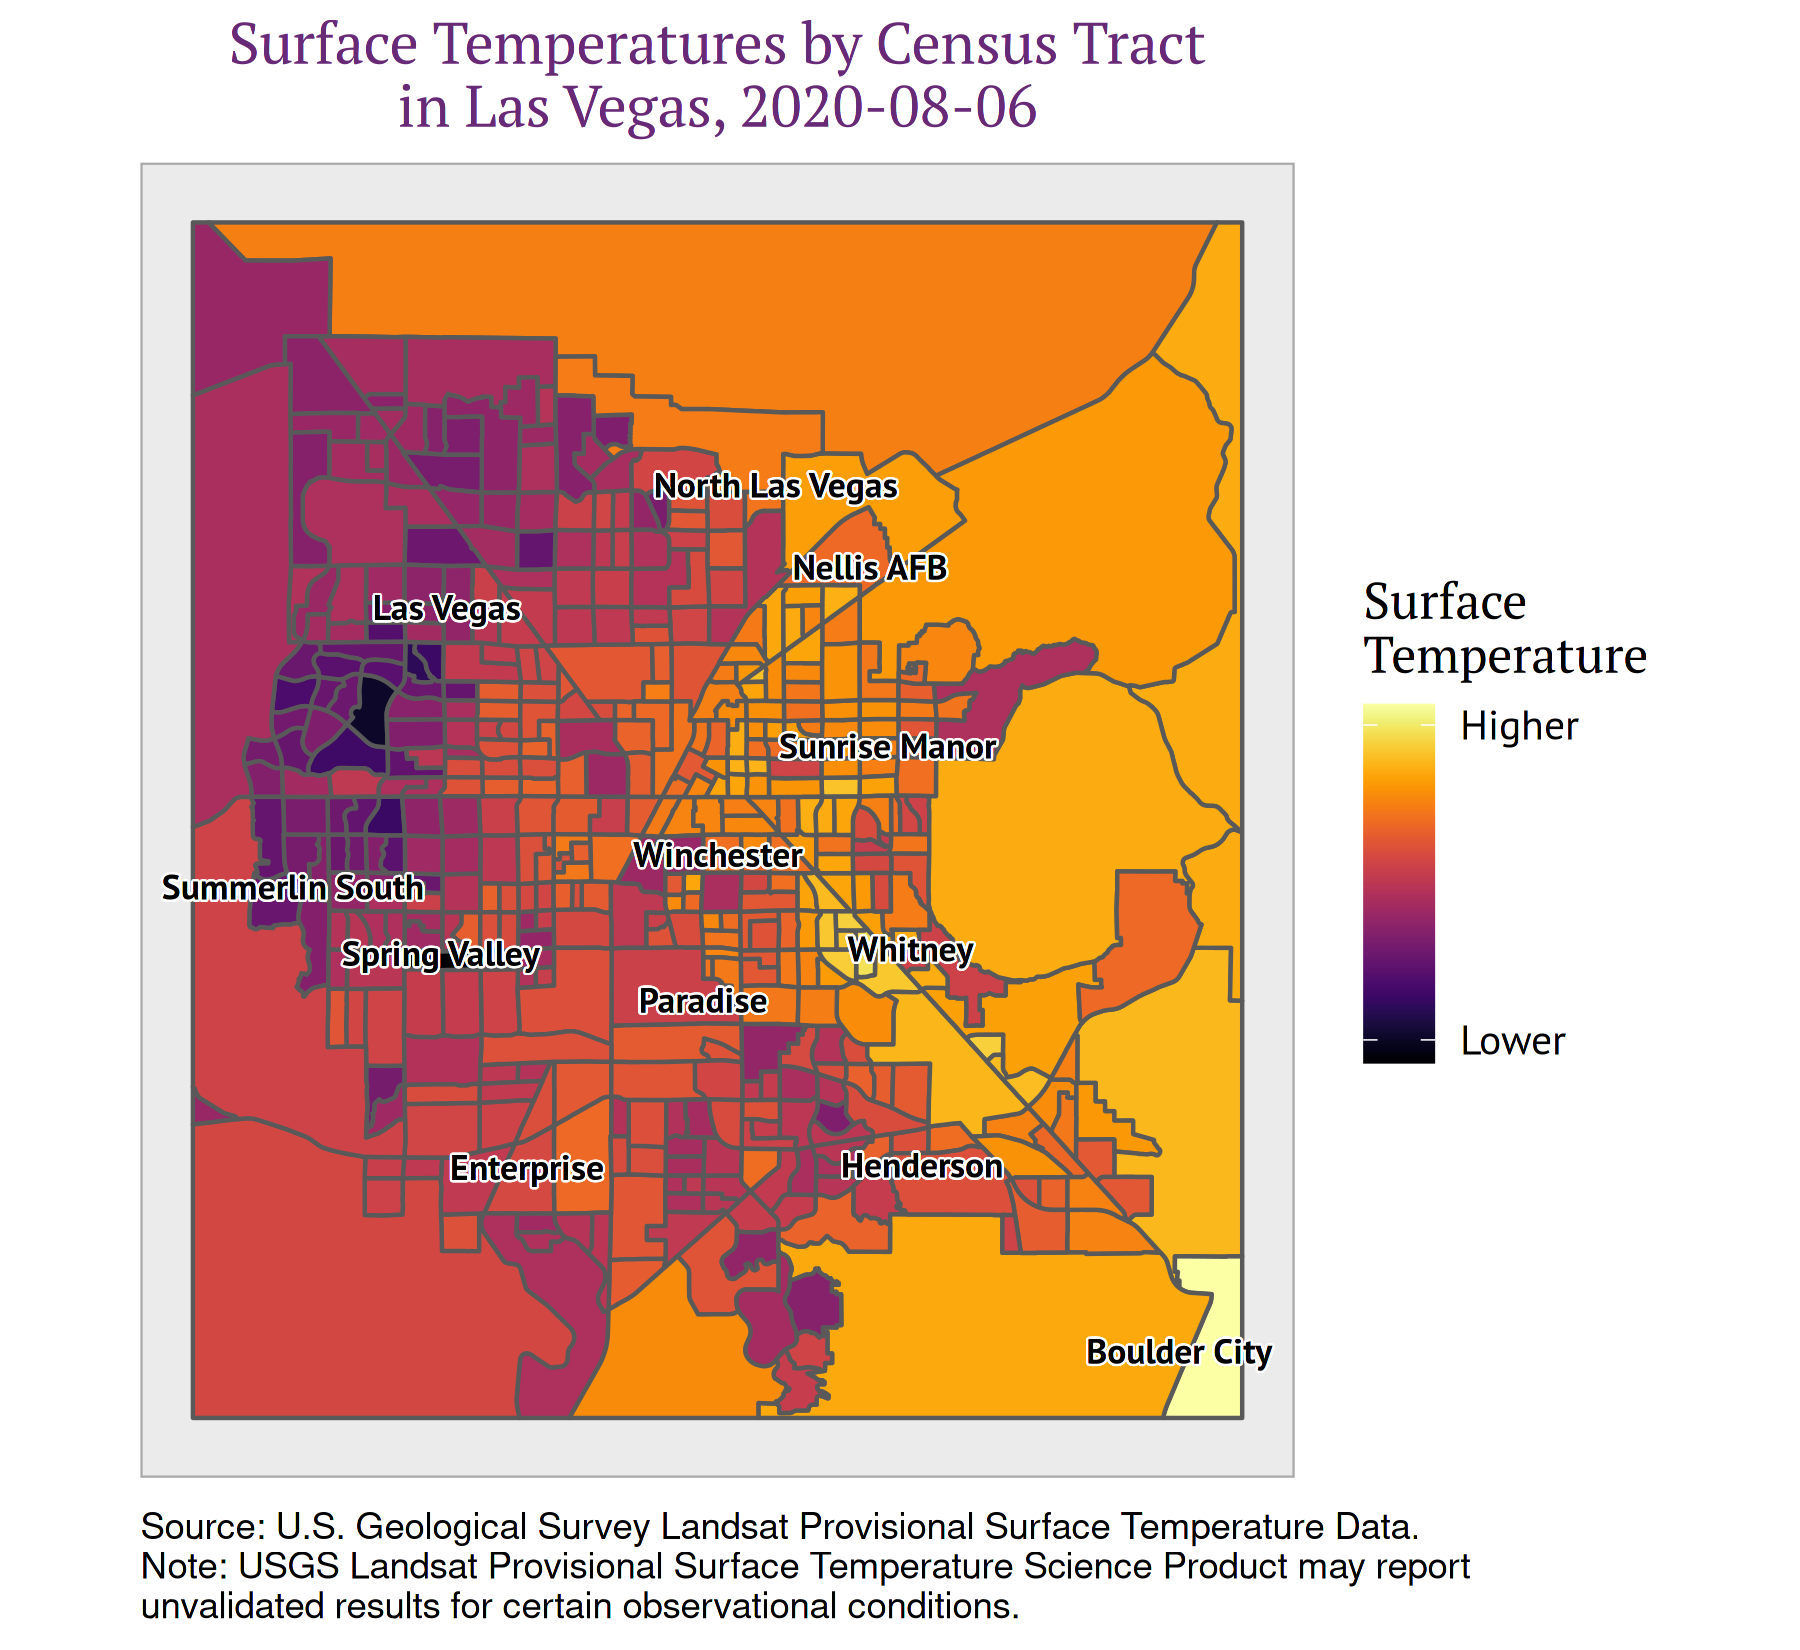 Surface Temperatures by Census Tract
in Las Vegas, 2020-08-06
North Las Vegas
Nellis AFB
Las Vegas
Surface
Temperature
Higher
Sunrise Manor
Winchester
Summerlin South
Spring Valley
Whitney
Paradise
Lower
Enterprise
Henderson
Boulder City
Source: U.S. Geological Survey Landsat Provisional Surface Temperature Data.
Note: USGS Landsat Provisional Surface Temperature Science Product may report
unvalidated results for certain observational conditions.